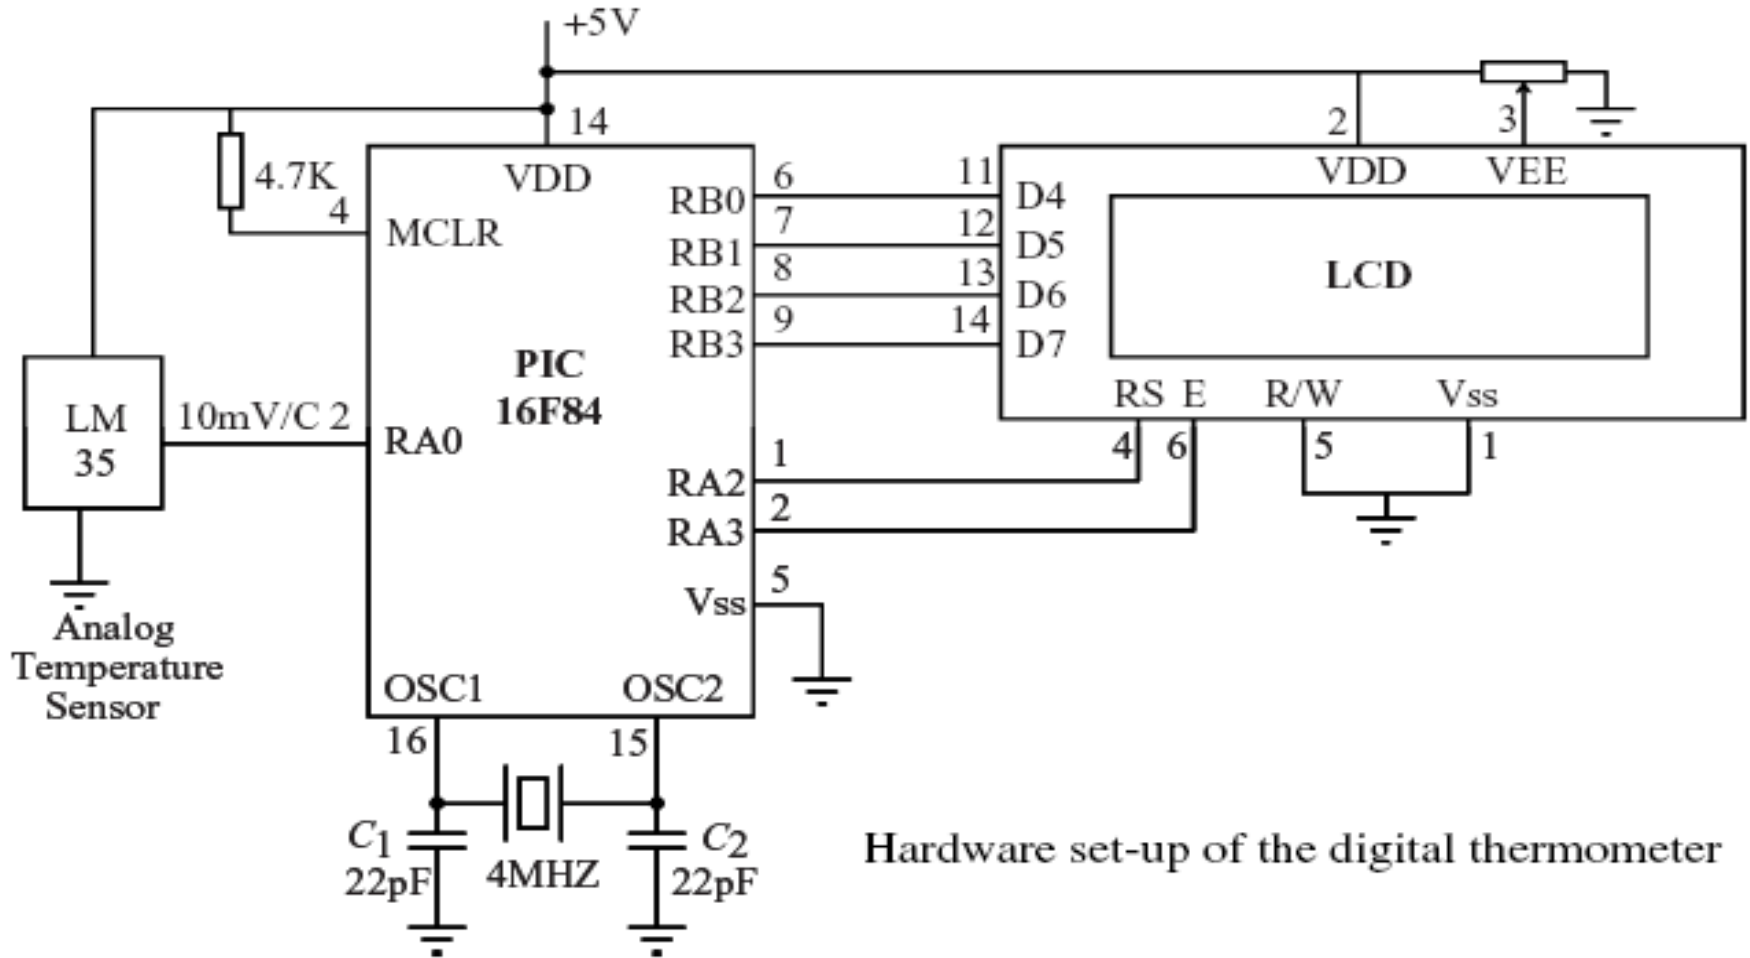 +5V
14
2
3
VDD
VDD
VEE
4.7K
4
MCLR
RB0
6
11
D4
RB1
7
12
D5
RB2
8
13
D6
RB3
9
14
D7
LCD
PIC
16F84
LM
35
10mV/C 2
RA0
RS E R/W Vss
4 6 5 1
RA2
1
RA3
2
Vss
5
Analog
Temperature
Sensor
OSC1
OSC2
16
15
C1
22pF
4MHZ
C2
22pF
Hardware set-up of the digital thermometer